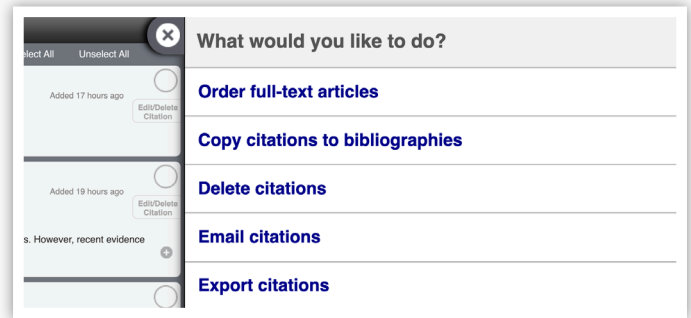 elect All Unselect All
Added 17 hours ago
Edit/Delete
Citation
Added 19 hours ago
Edit/Delete
Citation
s. However, recent evidence
What would you like to do?
Order full-text articles
Copy citations to bibliographies
Delete citations
Email citations
Export citations